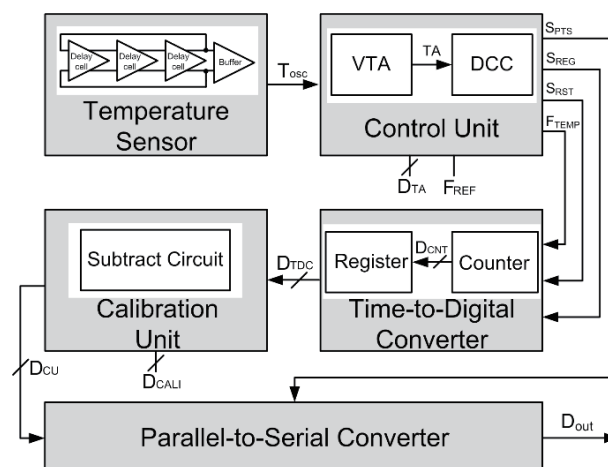 Delay cell
Delay cell
Delay cell
Buffer
Temperature
Sensor
Tosc
VTA
TA
DCC
Control Unit
SPTS
SREG
SRST
FTEMP
DTA
FREF
Subtract Circuit
Calibration
Unit
DTDC
Register
DCNT
Counter
Time-to-Digital
Converter
DCU
DCALI
Parallel-to-Serial Converter
Dout